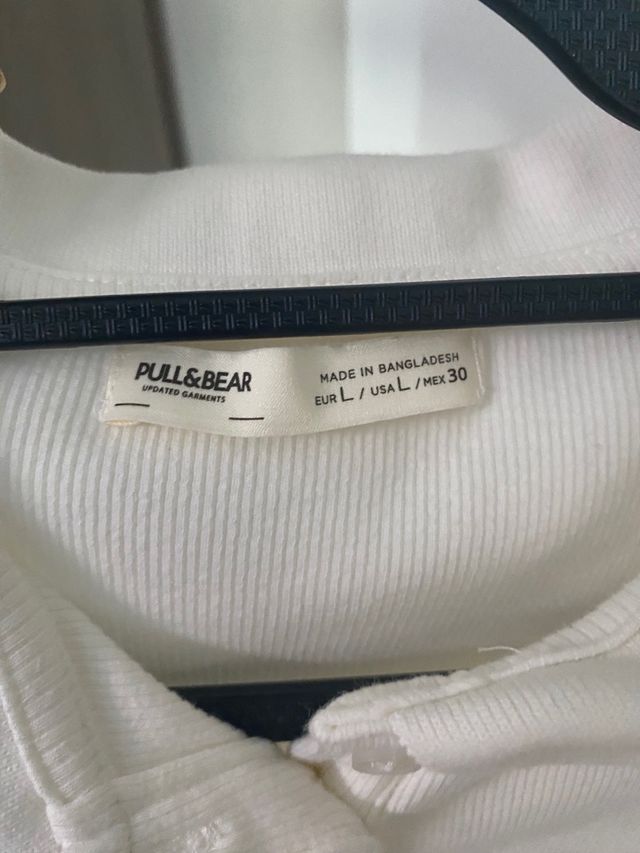 PULL&BEAR
UPDATED GARMENTS
MADE IN BANGLADESH
EUR L / USA L / MEX 30